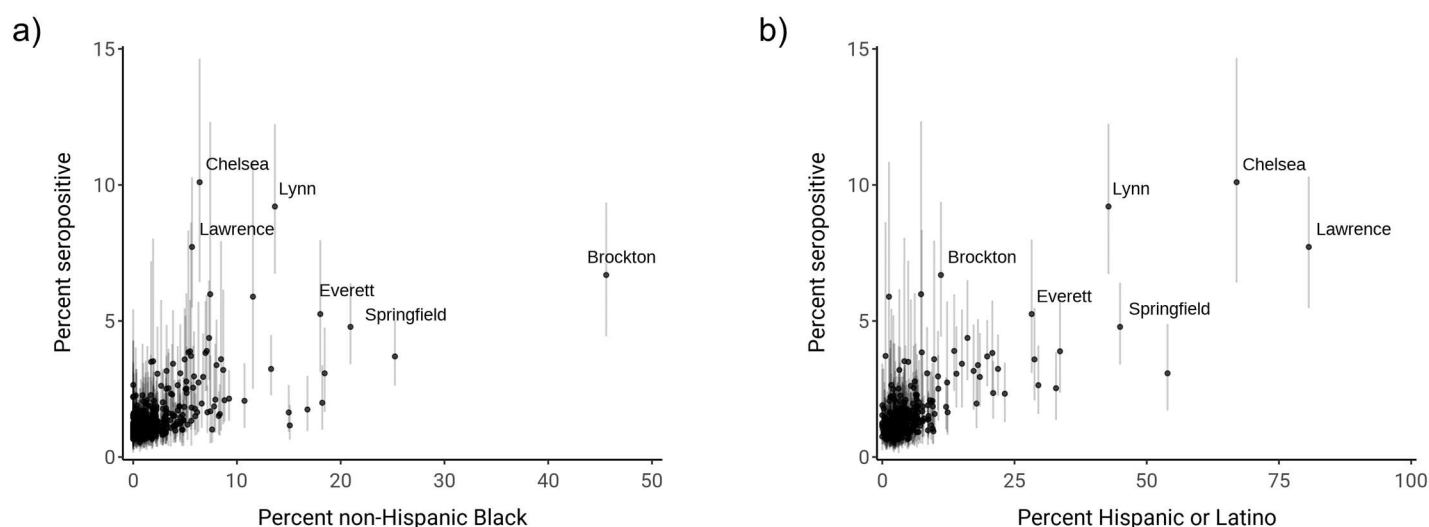 a)
15
10
5
0
Percent seropositive
Chelsea
Lynn
Lawrence
Brockton
Everett
Springfield
0 10 20 30 40 50
Percent non-Hispanic Black
b)
15
10
5
0
Percent seropositive
Chelsea
Lynn
Lawrence
Brockton
Everett
Springfield
0 25 50 75 100
Percent Hispanic or Latino